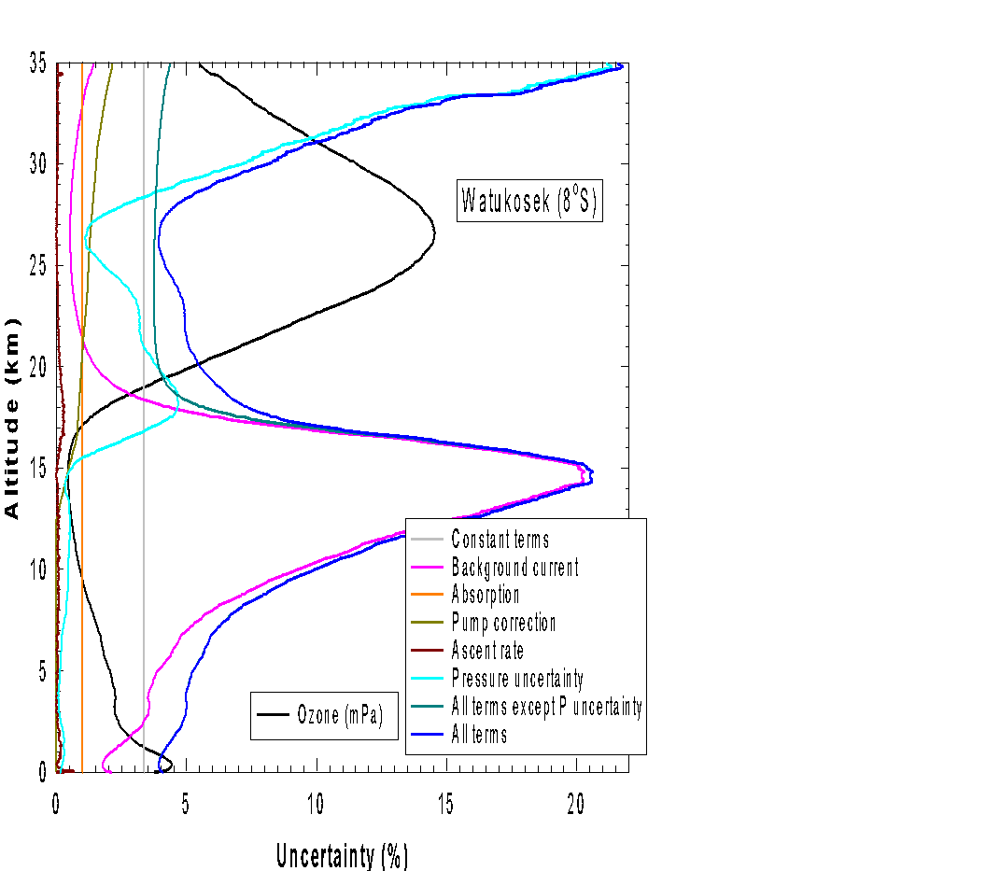 35
30
25
20
15
10
5
0
Altitude (km)
Watukosek (8°S)
Constant terms
Background current
Absorption
Pump correction
Ascent rate
Pressure uncertainty
All terms except P uncertainty
All terms
Ozone (mPa)
0 5 10 15 20
Uncertainty (%)